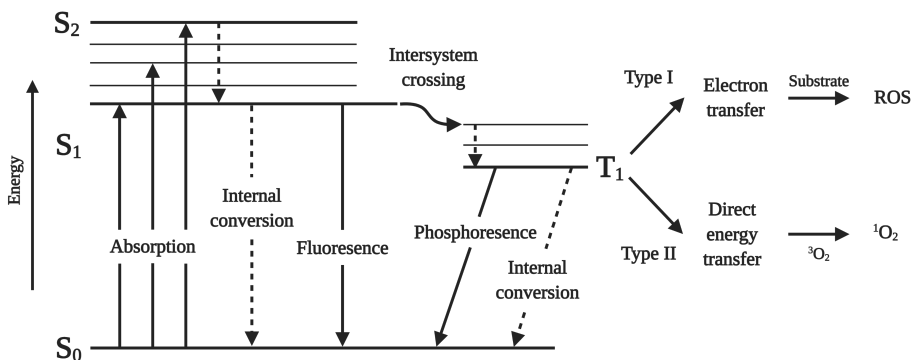 S2
Intersystem
crossing
Type I
Electron
transfer
Substrate
ROS
S1
Energy
T1
Internal
conversion
Absorption
Fluoresence
Phosphoresence
Internal
conversion
Type II
Direct
energy
transfer
3O2
1O2
S0